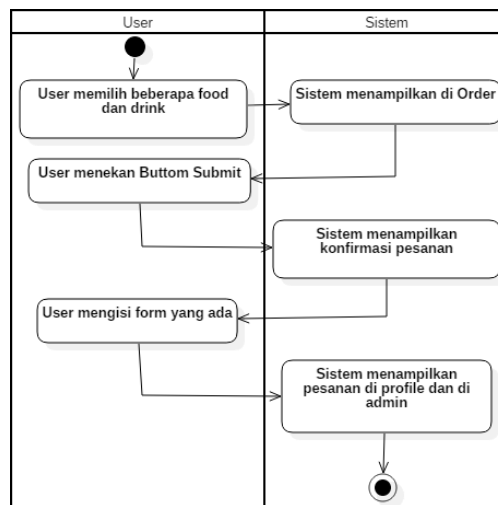 User
Sistem
User memilih beberapa food
dan drink
Sistem menampilkan di Order
User menekan Buttom Submit
Sistem menampilkan
konfirmasi pesanan
User mengisi form yang ada
Sistem menampilkan
pesanan di profile dan di
admin